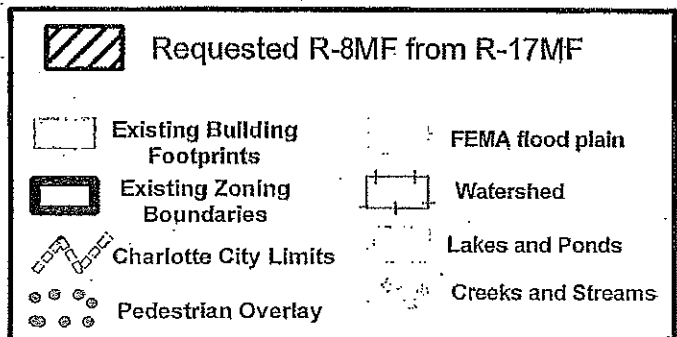 Requested R-8MF from R-17MF
Existing Building
Footprints
Existing Zoning
Boundaries
Charlotte City Limits
Pedestrian Overlay
FEMA flood plain
Watershed
Lakes and Ponds
Creeks and Streams